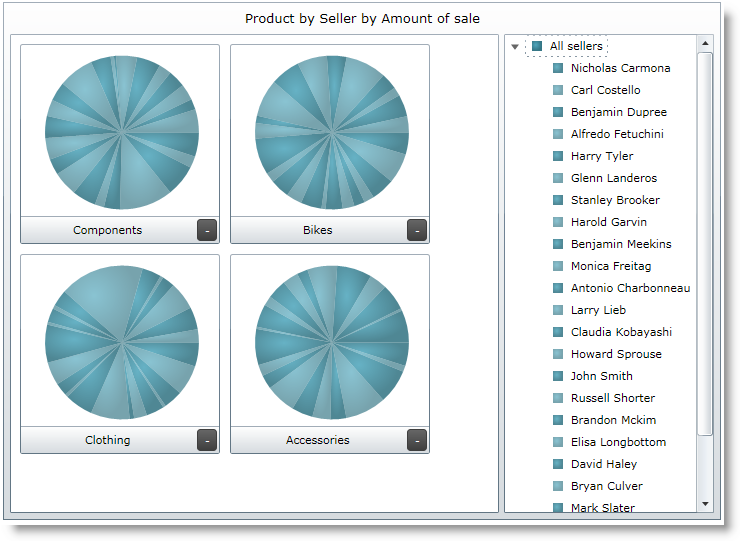 Product by Seller by Amount of sale
Components -
Bikes -
Clothing -
Accessories -
All sellers
Nicholas Carmona
Carl Costello
Benjamin Dupree
Alfredo Fetuchini
Harry Tyler
Glenn Landeros
Stanley Brooker
Harold Garvin
Benjamin Meekins
Monica Freitag
Antonio Charbonneau
Larry Lieb
Claudia Kobayashi
Howard Sprouse
John Smith
Russell Shorter
Brandon Mckim
Elisa Longbottom
David Haley
Bryan Culver
Mark Slater